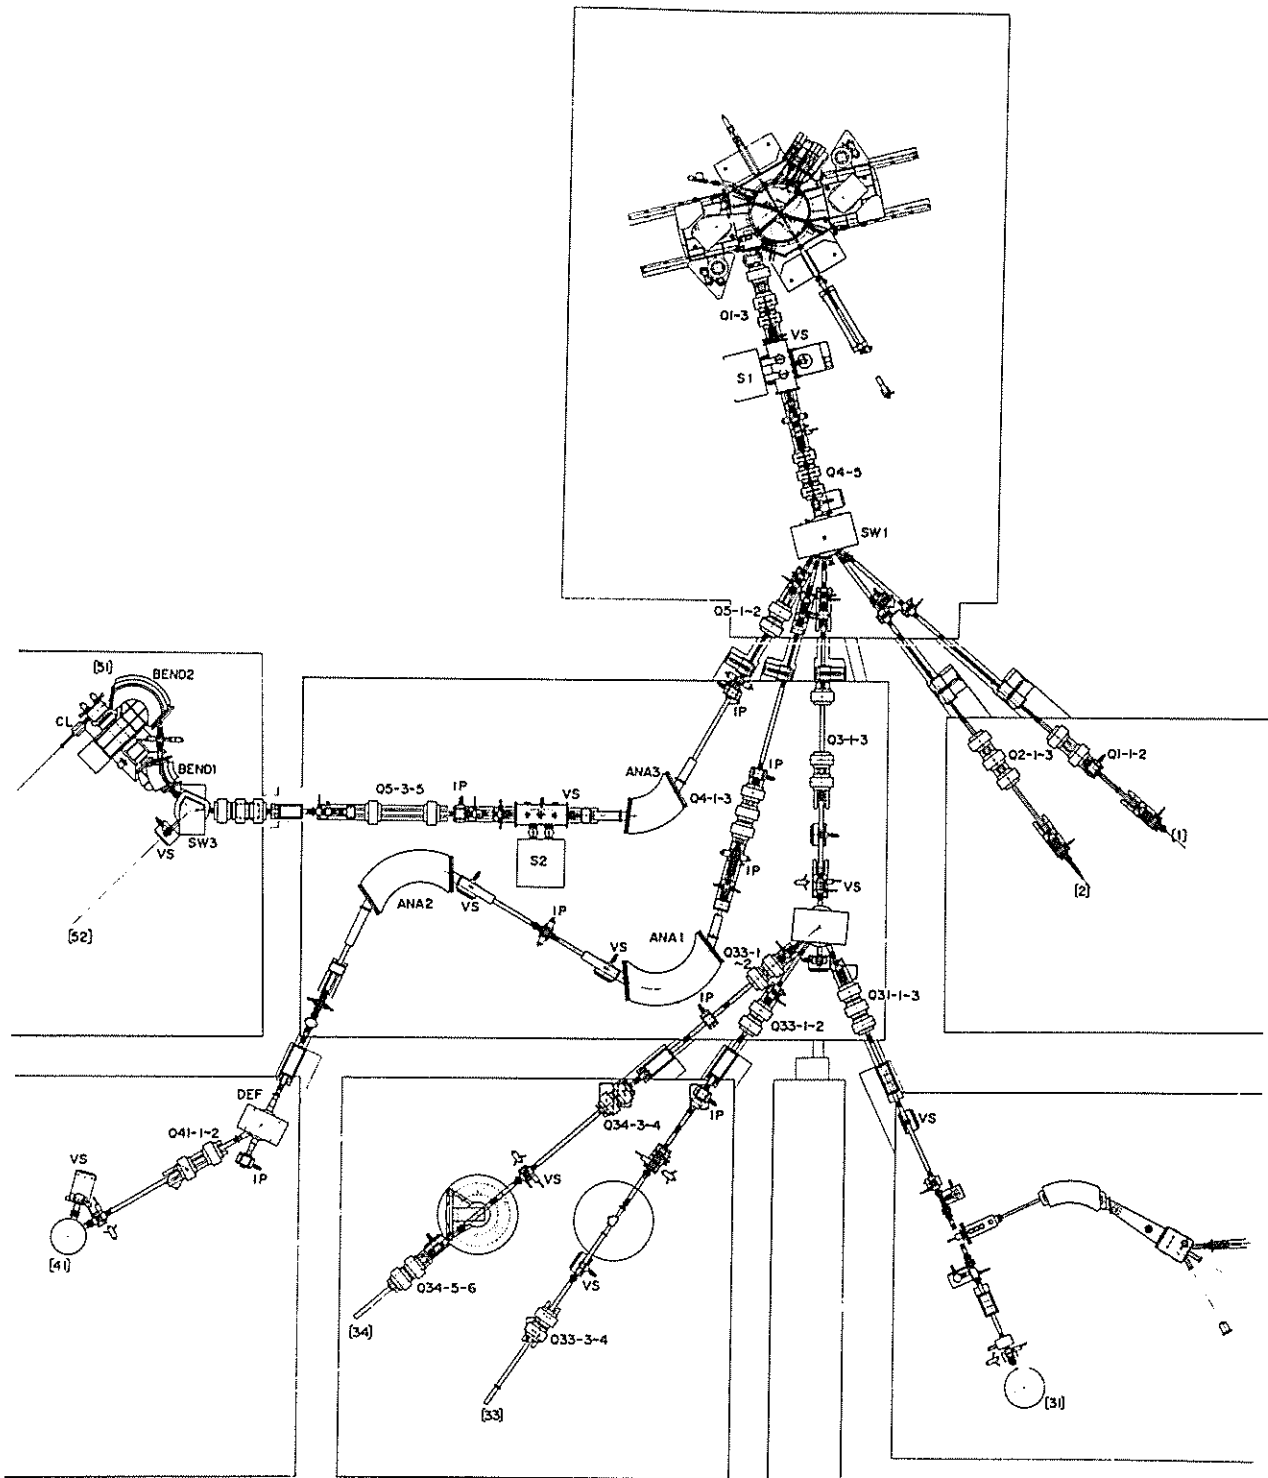 Q1-3
VS
S1
Q4-5
SW1
Q5-1~2
[51]
BEND2
CL
IP
Q3-1-3
Q2-1-3
Q1-1-2
BEND1
ANA3
IP
Q5-3-5
IP
VS
Q4-1-3
[1]
SW3
VS
S2
IP
VS
[2]
ANA2
VS
IP
ANA1
[52]
VS
Q33-1
~2
Q31-1-3
IP
Q33-1-2
DEF
Q34-3-4
IP
VS
Q41-1-2
VS
IP
VS
[41]
VS
Q34-5-6
[34]
Q33-3-4
[31]
[33]